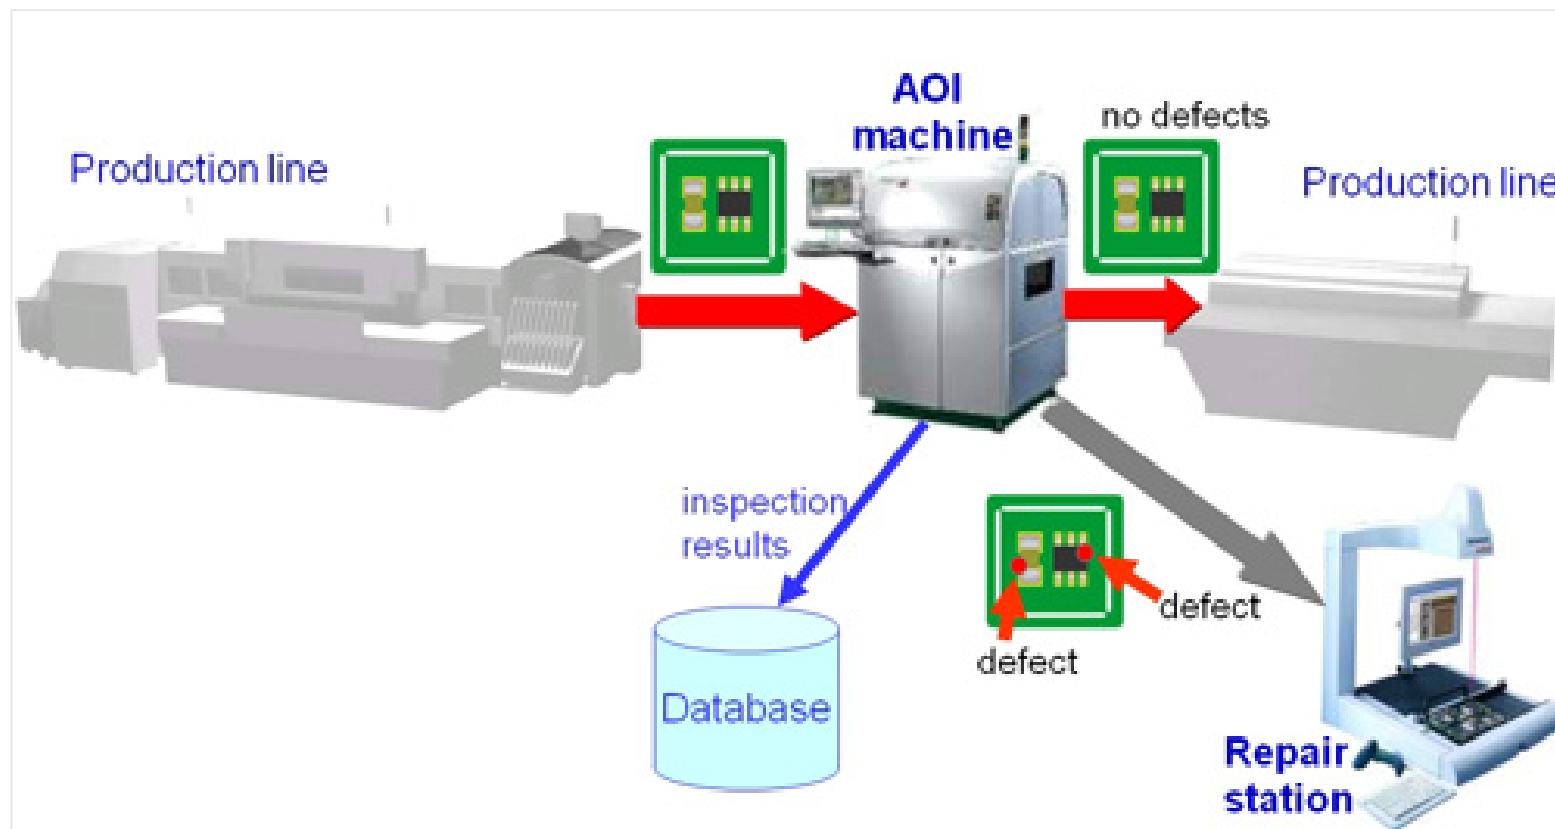 AOI
machine
no defects
Production line
Production line
inspection
results
defect
defect
Database
Repair
station